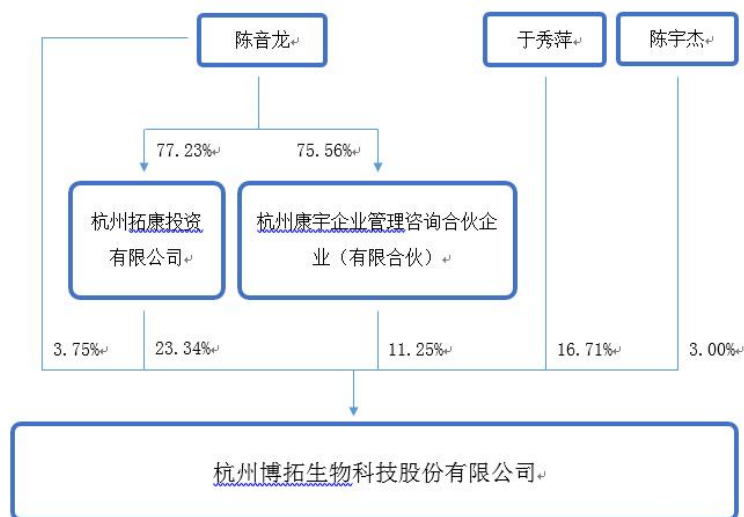 陈音龙
于秀萍
陈宇杰
77.23%
75.56%
杭州拓康投资
有限公司
杭州康宇企业管理咨询合伙企
业（有限合伙）
3.75%
23.34%
11.25%
16.71%
3.00%
杭州博拓生物科技股份有限公司